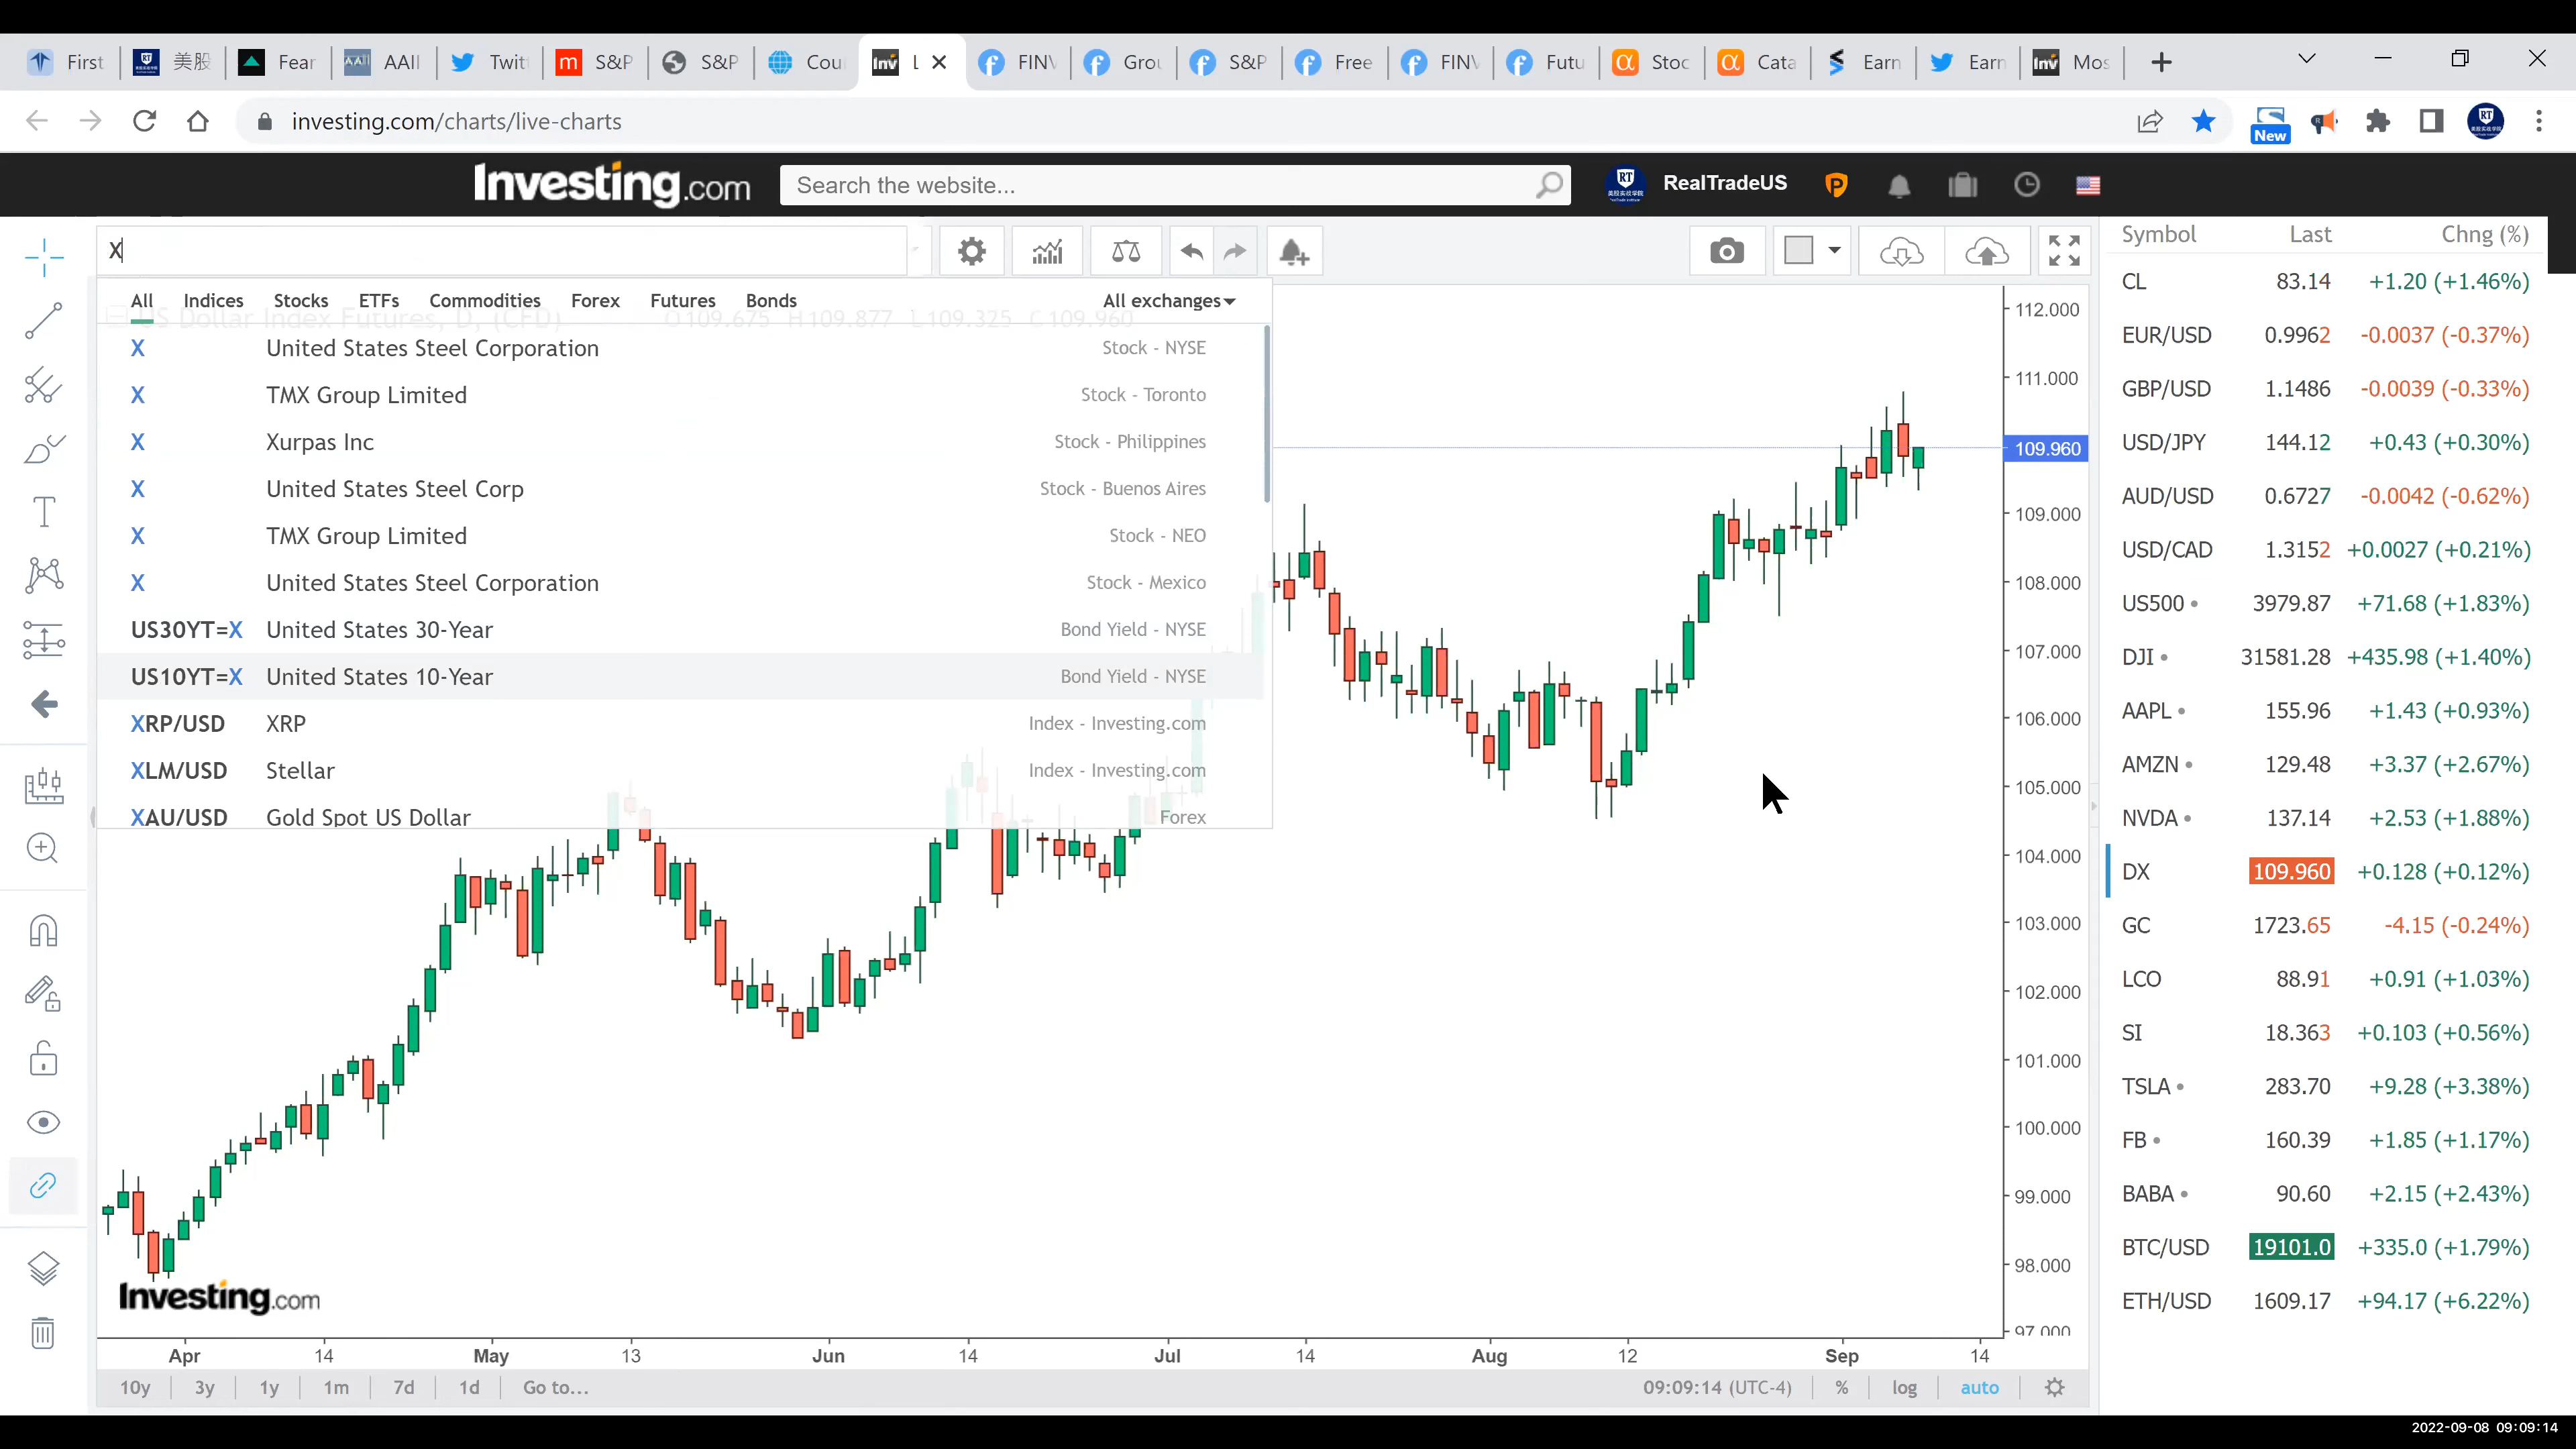 First 美股 Fear AAII Twit S&P S&P Cou L FIN Grou S&P Free FIN Futu Stoc Cata Earn Earn Mos
investing.com/charts/live-charts
New
Investing.com Search the website... RealTradeUS
X
Symbol Last Chng (%)
All Indices Stocks ETFs Commodities Forex Futures Bonds All exchanges
US Dollar Index Futures, D, (CFD) O109.675 H109.877 L109.325 C109.960
X United States Steel Corporation Stock - NYSE
X TMX Group Limited Stock - Toronto
X Xurpas Inc Stock - Philippines
X United States Steel Corp Stock - Buenos Aires
X TMX Group Limited Stock - NEO
X United States Steel Corporation Stock - Mexico
US30YT=X United States 30-Year Bond Yield - NYSE
US10YT=X United States 10-Year Bond Yield - NYSE
XRP/USD XRP Index - Investing.com
XLM/USD Stellar Index - Investing.com
XAU/USD Gold Spot US Dollar Forex
112.000
111.000
109.960
109.000
108.000
107.000
106.000
105.000
104.000
103.000
102.000
101.000
100.000
99.000
98.000
97.000
CL 83.14 +1.20 (+1.46%)
EUR/USD 0.9962 -0.0037 (-0.37%)
GBP/USD 1.1486 -0.0039 (-0.33%)
USD/JPY 144.12 +0.43 (+0.30%)
AUD/USD 0.6727 -0.0042 (-0.62%)
USD/CAD 1.3152 +0.0027 (+0.21%)
US500 3979.87 +71.68 (+1.83%)
DJI 31581.28 +435.98 (+1.40%)
AAPL 155.96 +1.43 (+0.93%)
AMZN 129.48 +3.37 (+2.67%)
NVDA 137.14 +2.53 (+1.88%)
DX 109.960 +0.128 (+0.12%)
GC 1723.65 -4.15 (-0.24%)
LCO 88.91 +0.91 (+1.03%)
SI 18.363 +0.103 (+0.56%)
TSLA 283.70 +9.28 (+3.38%)
FB 160.39 +1.85 (+1.17%)
BABA 90.60 +2.15 (+2.43%)
BTC/USD 19101.0 +335.0 (+1.79%)
ETH/USD 1609.17 +94.17 (+6.22%)
Investing.com
Apr 14 May 13 Jun 14 Jul 14 Aug 12 Sep 14
10y 3y 1y 1m 7d 1d Go to... 09:09:14 (UTC-4) % log auto
2022-09-08 09:09:14